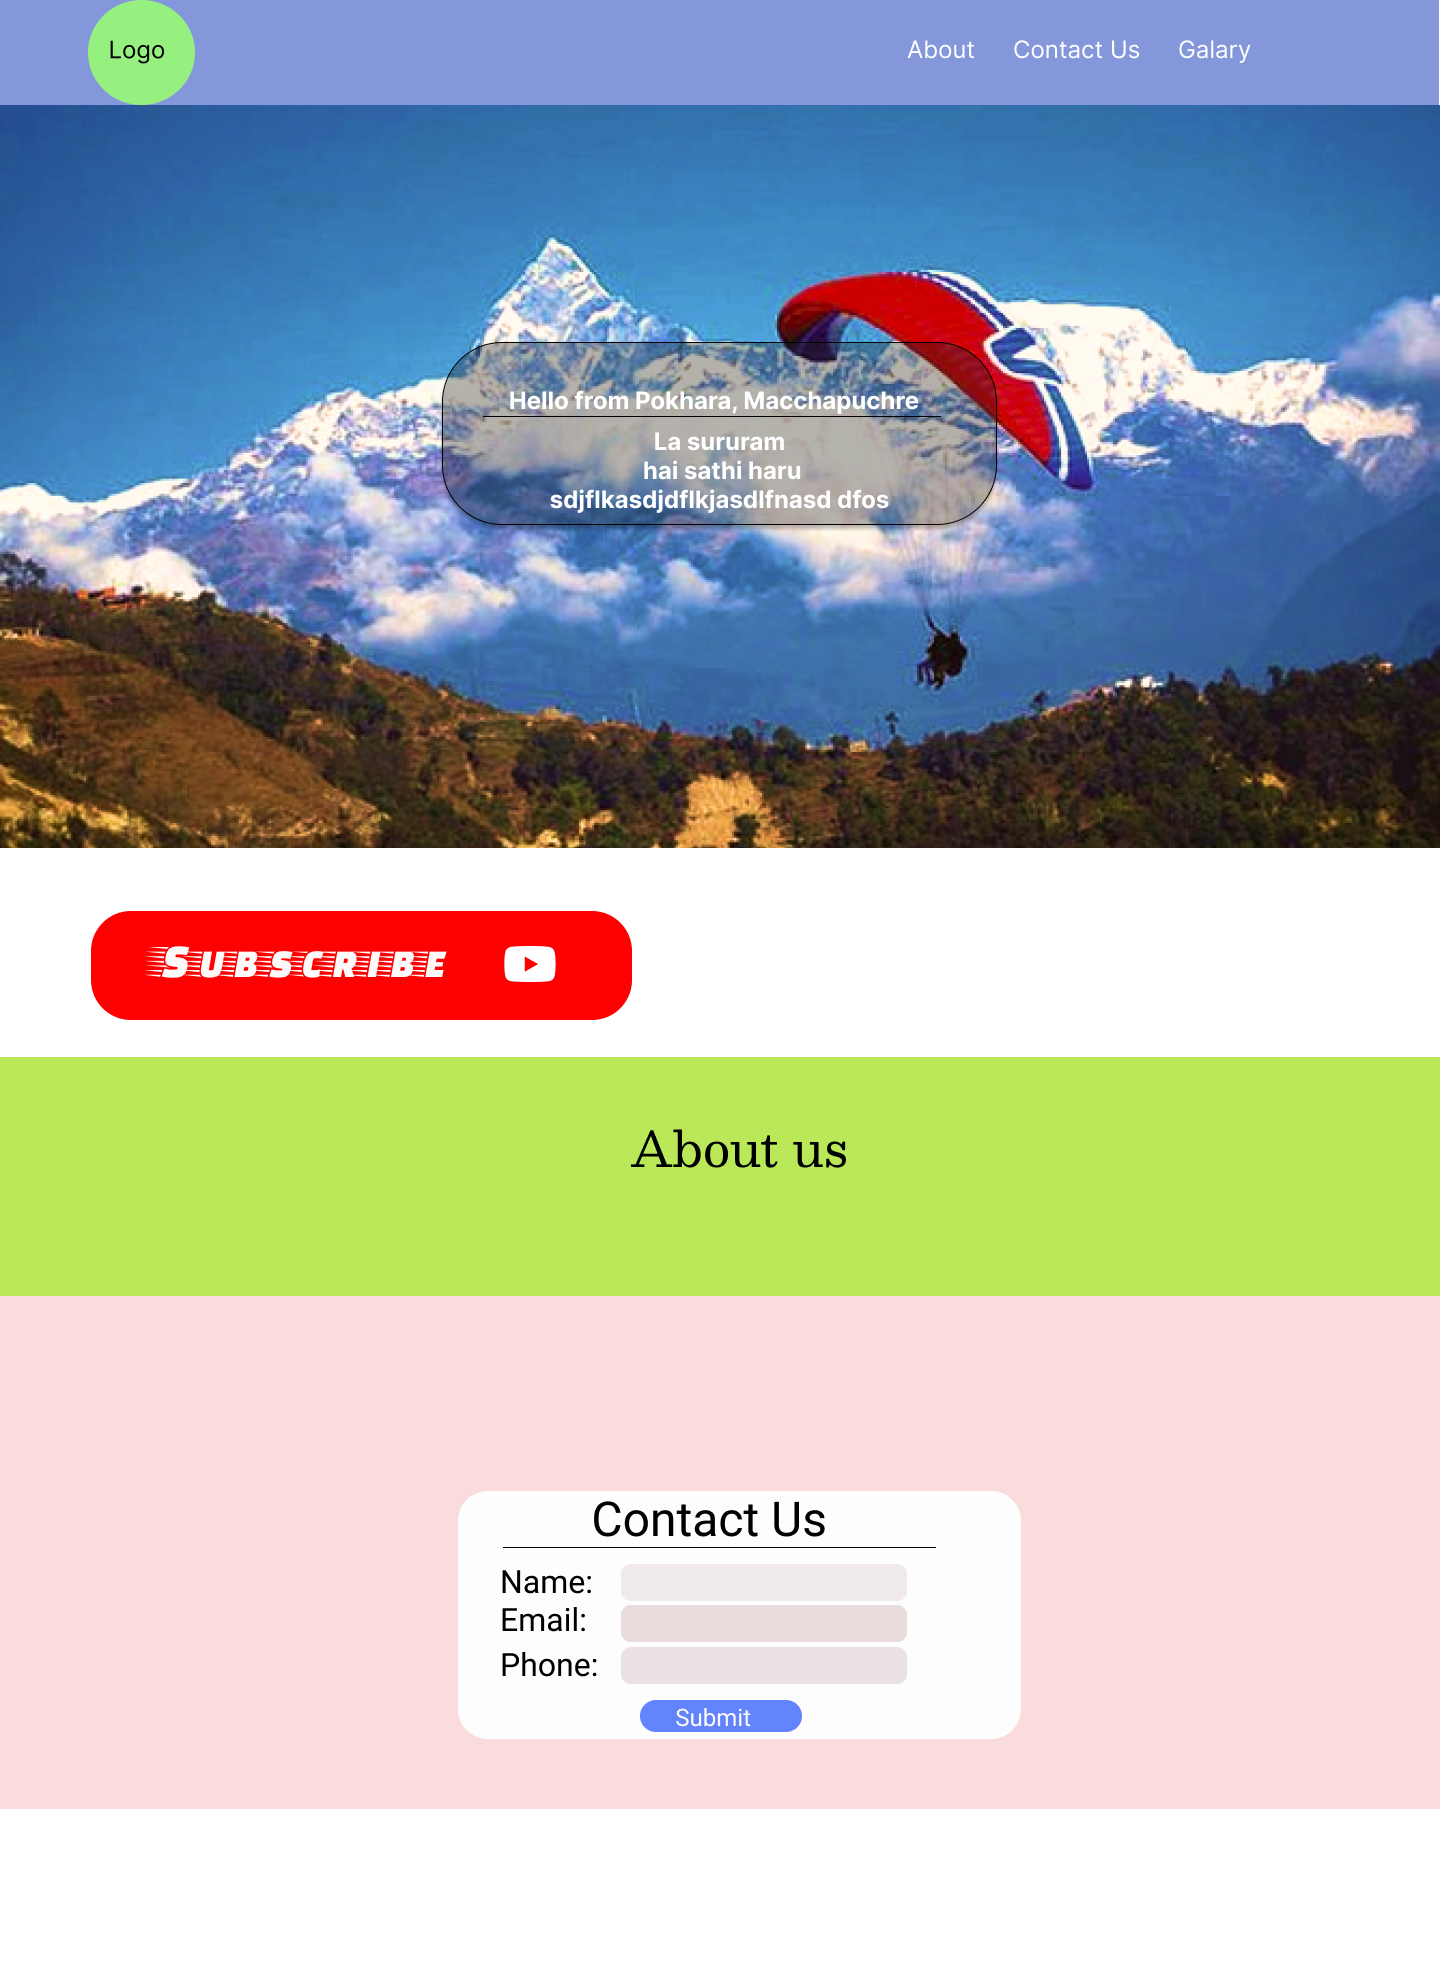 Logo
About
Contact Us
Galary
Hello from Pokhara, Macchapuchre
La sururam
hai sathi haru
sdjflkasdjdflkjasdlfnasd dfos
Subscribe
About us
Contact Us
Name:
Email:
Phone:
Submit